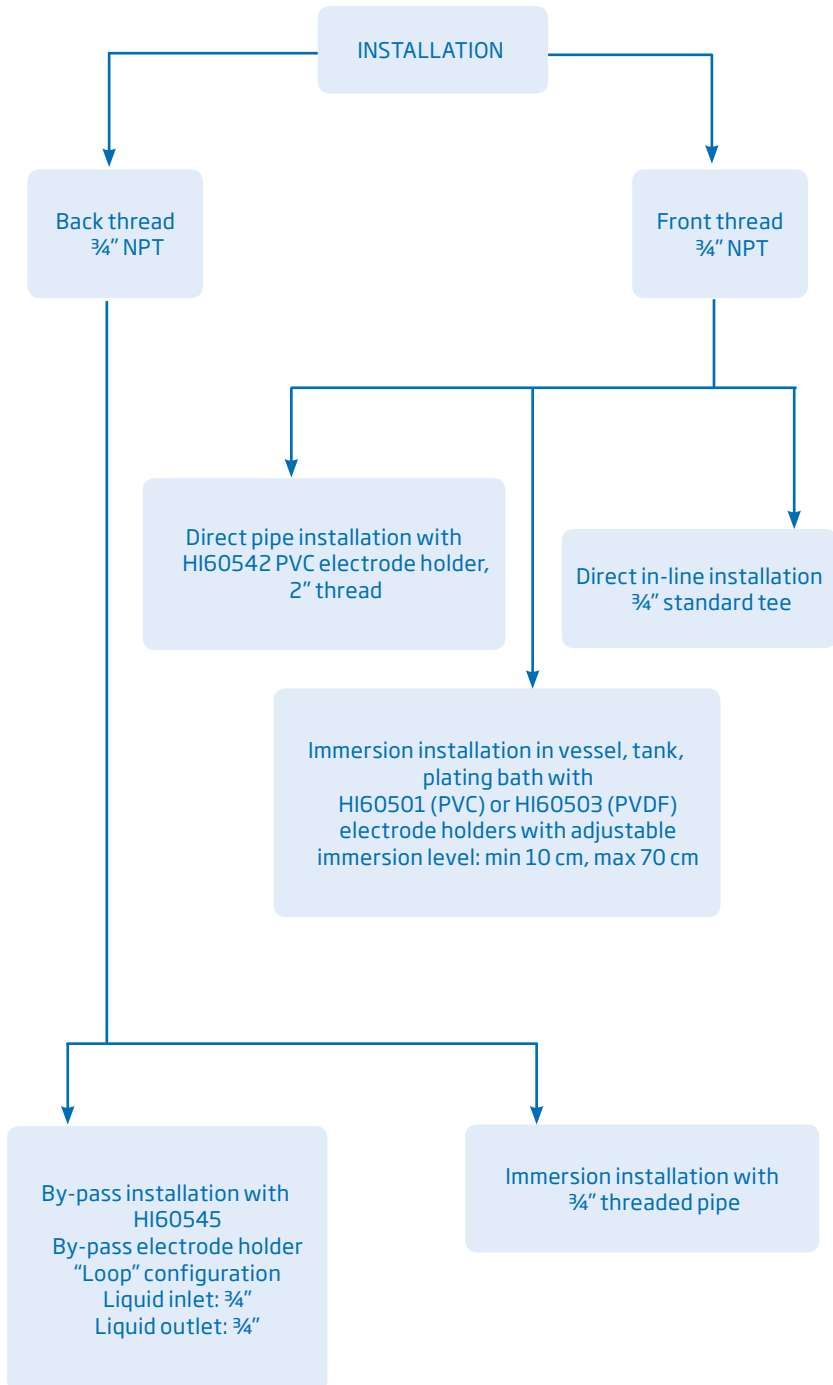 INSTALLATION
Back thread
¾” NPT
Front thread
¾” NPT
Direct pipe installation with
HI60542 PVC electrode holder,
2” thread
Direct in-line installation
¾” standard tee
Immersion installation in vessel, tank,
plating bath with
HI60501 (PVC) or HI60503 (PVDF)
electrode holders with adjustable
immersion level: min 10 cm, max 70 cm
By-pass installation with
HI60545
By-pass electrode holder
“Loop” configuration
Liquid inlet: ¾”
Liquid outlet: ¾”
Immersion installation with
¾” threaded pipe